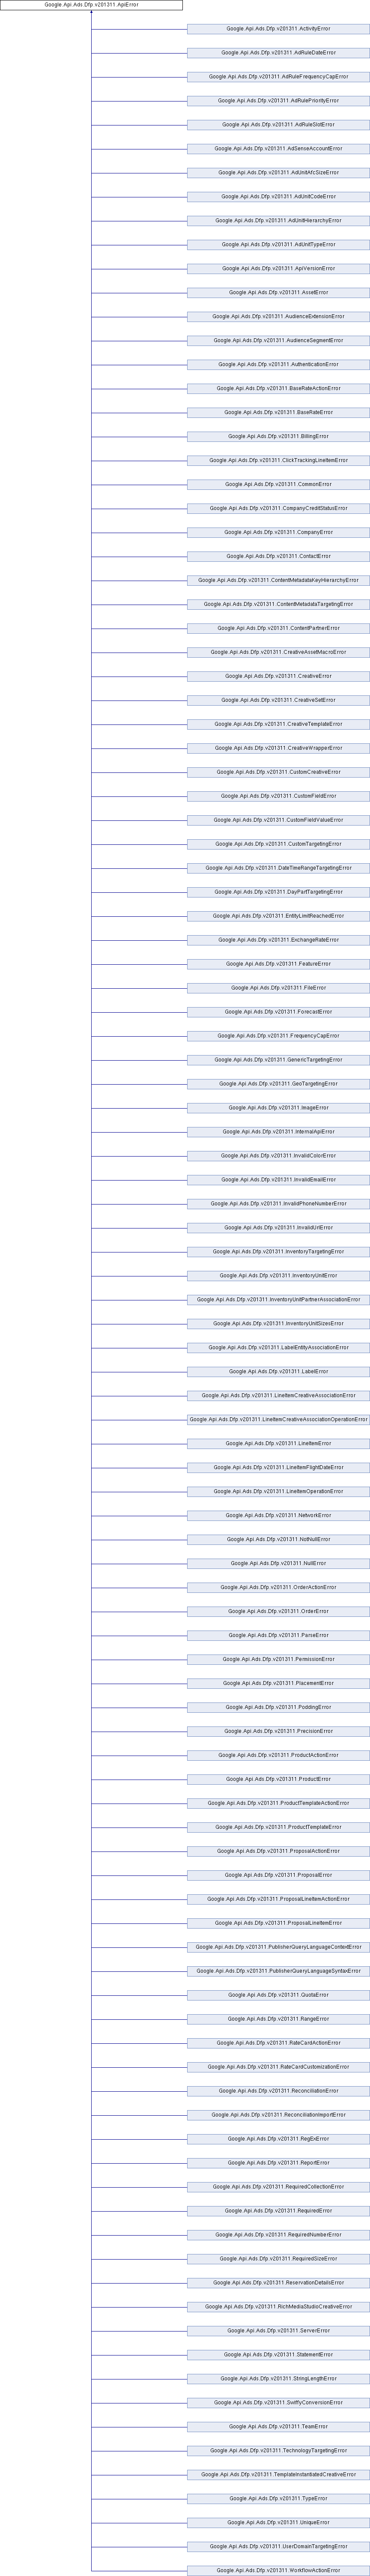 Google.Api.Ads.Dfp.v201311.ApiError
Google.Api.Ads.Dfp.v201311.ActivityError
Google.Api.Ads.Dfp.v201311.AdRuleDateError
Google.Api.Ads.Dfp.v201311.AdRuleFrequencyCapError
Google.Api.Ads.Dfp.v201311.AdRulePriorityError
Google.Api.Ads.Dfp.v201311.AdRuleSlotError
Google.Api.Ads.Dfp.v201311.AdSenseAccountError
Google.Api.Ads.Dfp.v201311.AdUnitAfcSizeError
Google.Api.Ads.Dfp.v201311.AdUnitCodeError
Google.Api.Ads.Dfp.v201311.AdUnitHierarchyError
Google.Api.Ads.Dfp.v201311.AdUnitTypeError
Google.Api.Ads.Dfp.v201311.ApiVersionError
Google.Api.Ads.Dfp.v201311.AssetError
Google.Api.Ads.Dfp.v201311.AudienceExtensionError
Google.Api.Ads.Dfp.v201311.AudienceSegmentError
Google.Api.Ads.Dfp.v201311.AuthenticationError
Google.Api.Ads.Dfp.v201311.BaseRateActionError
Google.Api.Ads.Dfp.v201311.BaseRateError
Google.Api.Ads.Dfp.v201311.BillingError
Google.Api.Ads.Dfp.v201311.ClickTrackingLineItemError
Google.Api.Ads.Dfp.v201311.CommonError
Google.Api.Ads.Dfp.v201311.CompanyCreditStatusError
Google.Api.Ads.Dfp.v201311.CompanyError
Google.Api.Ads.Dfp.v201311.ContactError
Google.Api.Ads.Dfp.v201311.ContentMetadataKeyHierarchyError
Google.Api.Ads.Dfp.v201311.ContentMetadataTargetingError
Google.Api.Ads.Dfp.v201311.ContentPartnerError
Google.Api.Ads.Dfp.v201311.CreativeAssetMacroError
Google.Api.Ads.Dfp.v201311.CreativeError
Google.Api.Ads.Dfp.v201311.CreativeSetError
Google.Api.Ads.Dfp.v201311.CreativeTemplateError
Google.Api.Ads.Dfp.v201311.CreativeWrapperError
Google.Api.Ads.Dfp.v201311.CustomCreativeError
Google.Api.Ads.Dfp.v201311.CustomFieldError
Google.Api.Ads.Dfp.v201311.CustomFieldValueError
Google.Api.Ads.Dfp.v201311.CustomTargetingError
Google.Api.Ads.Dfp.v201311.DateTimeRangeTargetingError
Google.Api.Ads.Dfp.v201311.DayPartTargetingError
Google.Api.Ads.Dfp.v201311.EntityLimitReachedError
Google.Api.Ads.Dfp.v201311.ExchangeRateError
Google.Api.Ads.Dfp.v201311.FeatureError
Google.Api.Ads.Dfp.v201311.FileError
Google.Api.Ads.Dfp.v201311.ForecastError
Google.Api.Ads.Dfp.v201311.FrequencyCapError
Google.Api.Ads.Dfp.v201311.GenericTargetingError
Google.Api.Ads.Dfp.v201311.GeoTargetingError
Google.Api.Ads.Dfp.v201311.ImageError
Google.Api.Ads.Dfp.v201311.InternalApiError
Google.Api.Ads.Dfp.v201311.InvalidColorError
Google.Api.Ads.Dfp.v201311.InvalidEmailError
Google.Api.Ads.Dfp.v201311.InvalidPhoneNumberError
Google.Api.Ads.Dfp.v201311.InvalidUrlError
Google.Api.Ads.Dfp.v201311.InventoryTargetingError
Google.Api.Ads.Dfp.v201311.InventoryUnitError
Google.Api.Ads.Dfp.v201311.InventoryUnitPartnerAssociationError
Google.Api.Ads.Dfp.v201311.InventoryUnitSizesError
Google.Api.Ads.Dfp.v201311.LabelEntityAssociationError
Google.Api.Ads.Dfp.v201311.LabelError
Google.Api.Ads.Dfp.v201311.LineItemCreativeAssociationError
Google.Api.Ads.Dfp.v201311.LineItemCreativeAssociationOperationError
Google.Api.Ads.Dfp.v201311.LineItemError
Google.Api.Ads.Dfp.v201311.LineItemFlightDateError
Google.Api.Ads.Dfp.v201311.LineItemOperationError
Google.Api.Ads.Dfp.v201311.NetworkError
Google.Api.Ads.Dfp.v201311.NotNullError
Google.Api.Ads.Dfp.v201311.NullError
Google.Api.Ads.Dfp.v201311.OrderActionError
Google.Api.Ads.Dfp.v201311.OrderError
Google.Api.Ads.Dfp.v201311.ParseError
Google.Api.Ads.Dfp.v201311.PermissionError
Google.Api.Ads.Dfp.v201311.PlacementError
Google.Api.Ads.Dfp.v201311.PoddingError
Google.Api.Ads.Dfp.v201311.PrecisionError
Google.Api.Ads.Dfp.v201311.ProductActionError
Google.Api.Ads.Dfp.v201311.ProductError
Google.Api.Ads.Dfp.v201311.ProductTemplateActionError
Google.Api.Ads.Dfp.v201311.ProductTemplateError
Google.Api.Ads.Dfp.v201311.ProposalActionError
Google.Api.Ads.Dfp.v201311.ProposalError
Google.Api.Ads.Dfp.v201311.ProposalLineItemActionError
Google.Api.Ads.Dfp.v201311.ProposalLineItemError
Google.Api.Ads.Dfp.v201311.PublisherQueryLanguageContextError
Google.Api.Ads.Dfp.v201311.PublisherQueryLanguageSyntaxError
Google.Api.Ads.Dfp.v201311.QuotaError
Google.Api.Ads.Dfp.v201311.RangeError
Google.Api.Ads.Dfp.v201311.RateCardActionError
Google.Api.Ads.Dfp.v201311.RateCardCustomizationError
Google.Api.Ads.Dfp.v201311.ReconciliationError
Google.Api.Ads.Dfp.v201311.ReconciliationImportError
Google.Api.Ads.Dfp.v201311.RegExError
Google.Api.Ads.Dfp.v201311.ReportError
Google.Api.Ads.Dfp.v201311.RequiredCollectionError
Google.Api.Ads.Dfp.v201311.RequiredError
Google.Api.Ads.Dfp.v201311.RequiredNumberError
Google.Api.Ads.Dfp.v201311.RequiredSizeError
Google.Api.Ads.Dfp.v201311.ReservationDetailsError
Google.Api.Ads.Dfp.v201311.RichMediaStudioCreativeError
Google.Api.Ads.Dfp.v201311.ServerError
Google.Api.Ads.Dfp.v201311.StatementError
Google.Api.Ads.Dfp.v201311.StringLengthError
Google.Api.Ads.Dfp.v201311.SwiffyConversionError
Google.Api.Ads.Dfp.v201311.TeamError
Google.Api.Ads.Dfp.v201311.TechnologyTargetingError
Google.Api.Ads.Dfp.v201311.TemplateInstantiatedCreativeError
Google.Api.Ads.Dfp.v201311.TypeError
Google.Api.Ads.Dfp.v201311.UniqueError
Google.Api.Ads.Dfp.v201311.UserDomainTargetingError
Google.Api.Ads.Dfp.v201311.WorkflowActionError